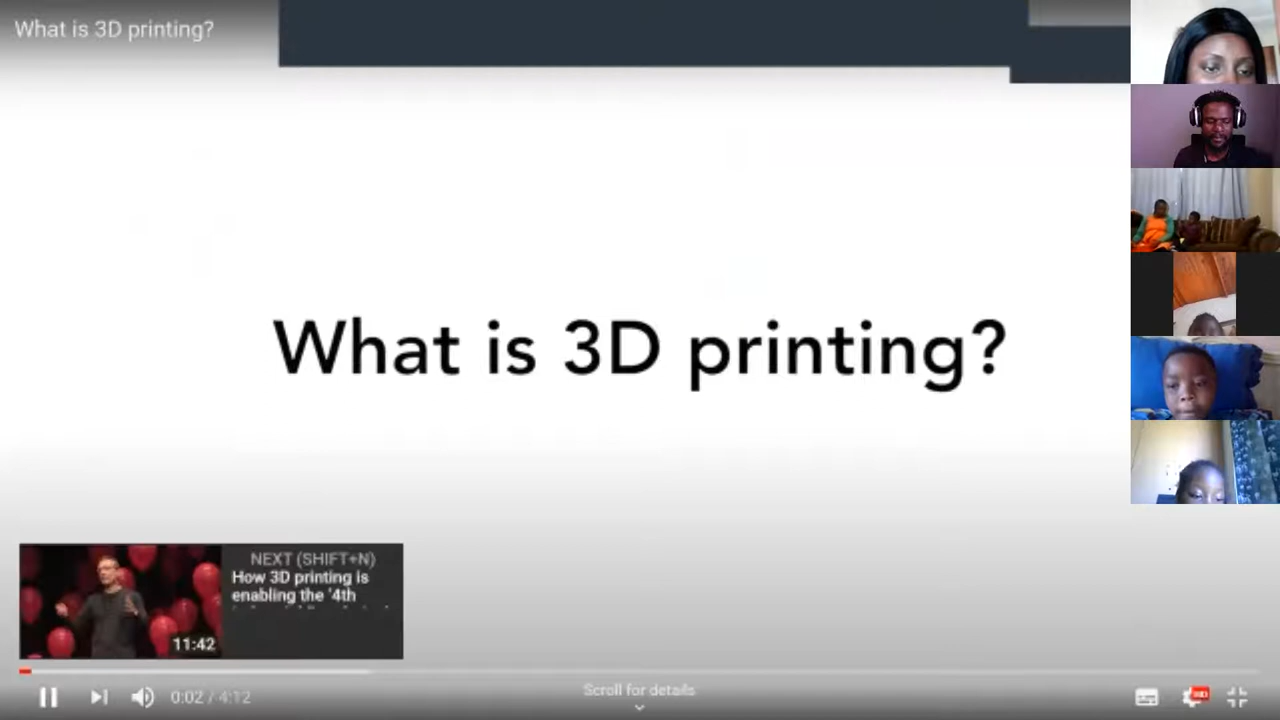 What is 3D printing?
What is 3D printing?
NEXT (SHIFT+N)
How 3D printing is
enabling the '4th
11:42
0:02 / 4:12
Scroll for details
HD